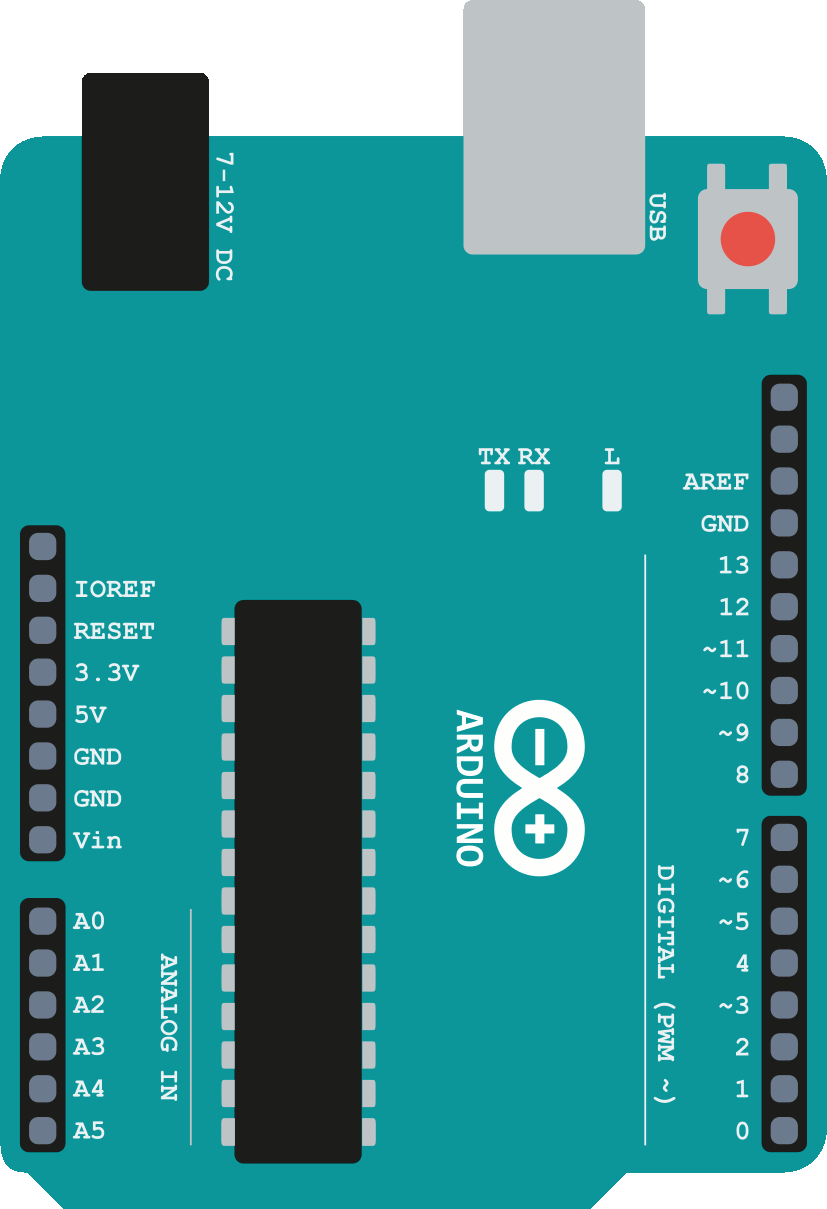 7-12V DC
USB
TX RX L
AREF
GND
13
12
~11
~10
~9
8
IOREF
RESET
3.3V
5V
GND
GND
Vin
ARDUINO
7
~6
~5
4
~3
2
1
0
DIGITAL (PWM ~)
A0
A1
A2
A3
A4
A5
ANALOG IN